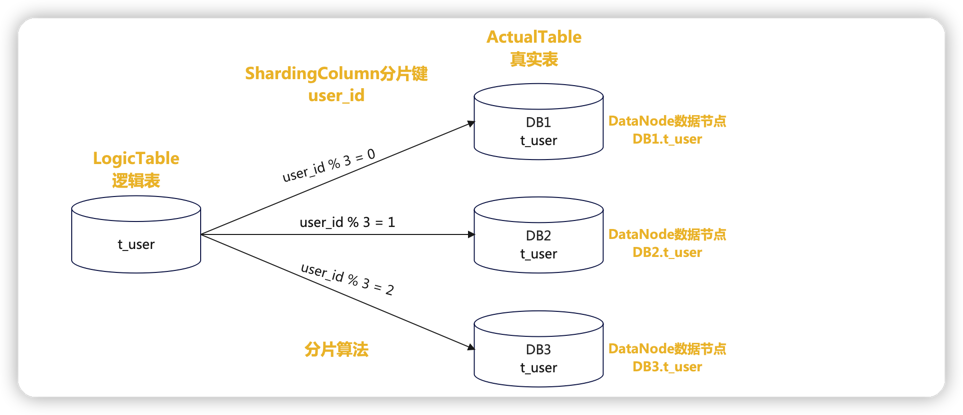 ActualTable
真实表
ShardingColumn分片键
user_id
DB1
t_user
DataNode数据节点
DB1.t_user
user_id % 3 = 0
LogicTable
逻辑表
t_user
user_id % 3 = 1
DB2
t_user
DataNode数据节点
DB2.t_user
user_id % 3 = 2
分片算法
DB3
t_user
DataNode数据节点
DB3.t_user